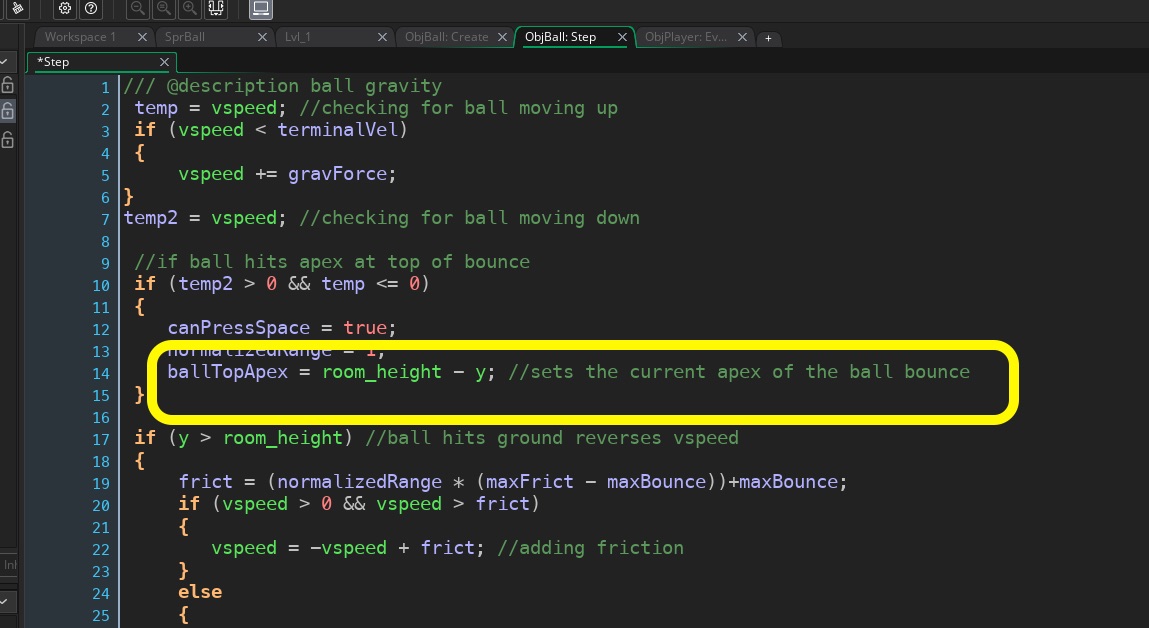 Workspace 1
SprBall
Lvl_1
ObjBall: Create
ObjBall: Step
ObjPlayer: Ev...
+
*Step
1 /// @description ball gravity
2 temp = vspeed; //checking for ball moving up
3 if (vspeed < terminalVel)
4 {
5 vspeed += gravForce;
6 }
7 temp2 = vspeed; //checking for ball moving down
8
9 //if ball hits apex at top of bounce
10 if (temp2 > 0 && temp <= 0)
11 {
12 canPressSpace = true;
13 normalizedRange = 1;
14 ballTopApex = room_height - y; //sets the current apex of the ball bounce
15 }
16
17 if (y > room_height) //ball hits ground reverses vspeed
18 {
19 frict = (normalizedRange * (maxFrict - maxBounce))+maxBounce;
20 if (vspeed > 0 && vspeed > frict)
21 {
22 vspeed = -vspeed + frict; //adding friction
23 }
24 else
25 {